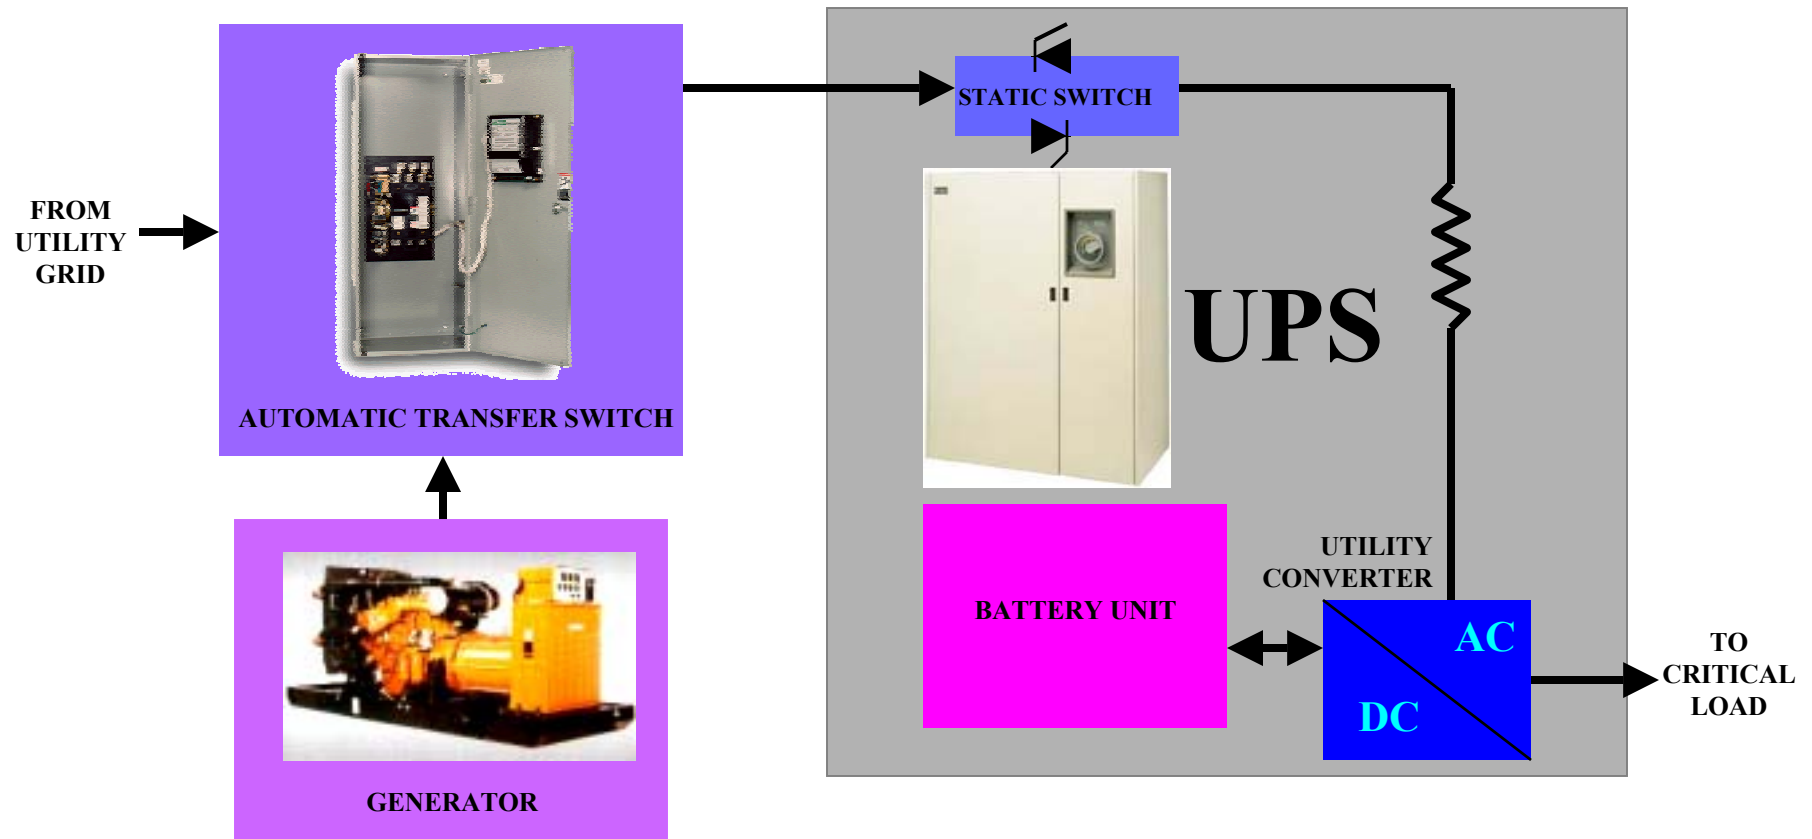 FROM
UTILITY
GRID
AUTOMATIC TRANSFER SWITCH
GENERATOR
STATIC SWITCH
UPS
BATTERY UNIT
UTILITY
CONVERTER
AC
DC
TO
CRITICAL
LOAD